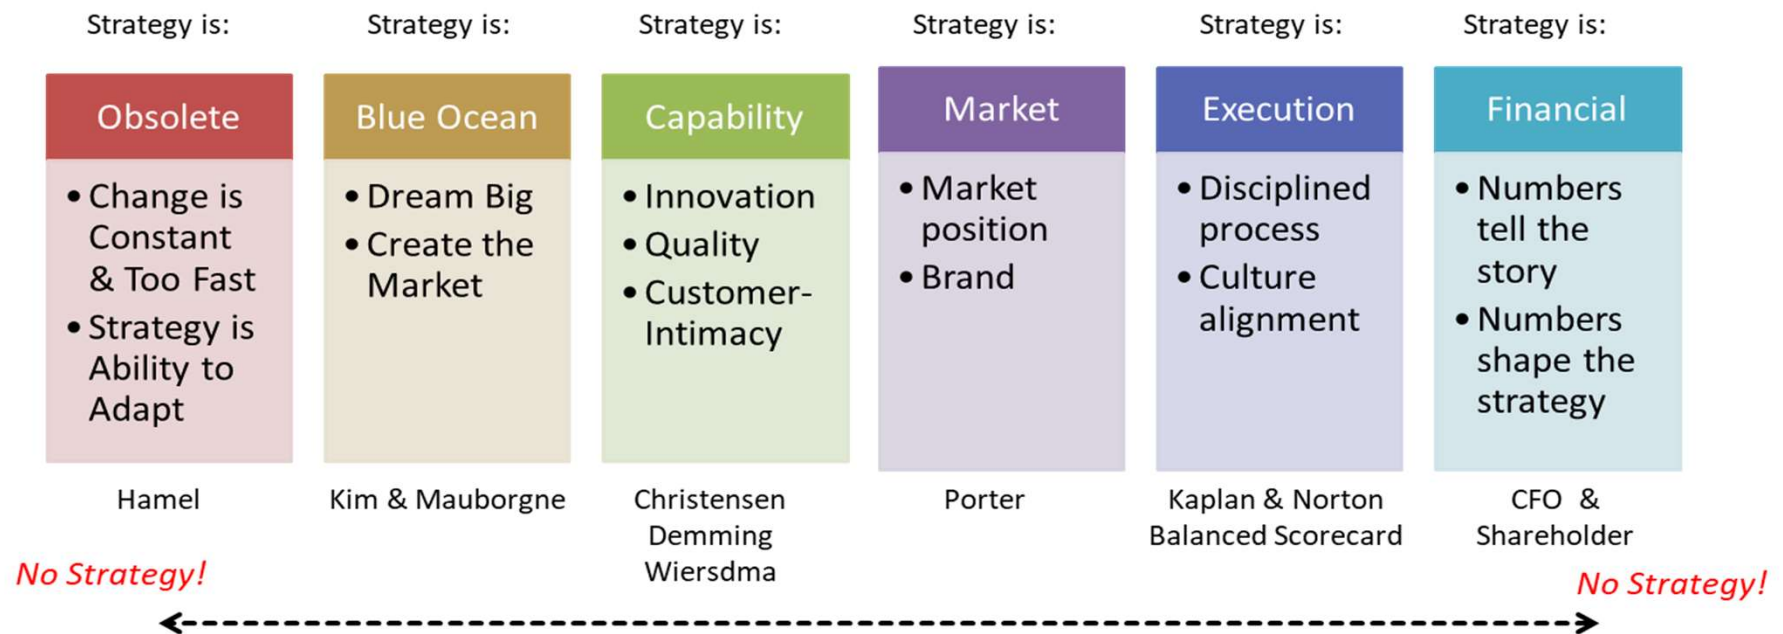 Strategy is:
Obsolete
• Change is
Constant
& Too Fast
• Strategy is
Ability to
Adapt
Hamel
Strategy is:
Blue Ocean
• Dream Big
• Create the
Market
Kim & Mauborgne
Strategy is:
Capability
• Innovation
• Quality
• Customer-
Intimacy
Christensen
Demming
Wiersdma
Strategy is:
Market
• Market
position
• Brand
Porter
Strategy is:
Execution
• Disciplined
process
• Culture
alignment
Kaplan & Norton
Balanced Scorecard
Strategy is:
Financial
• Numbers
tell the
story
• Numbers
shape the
strategy
CFO &
Shareholder
No Strategy!
No Strategy!